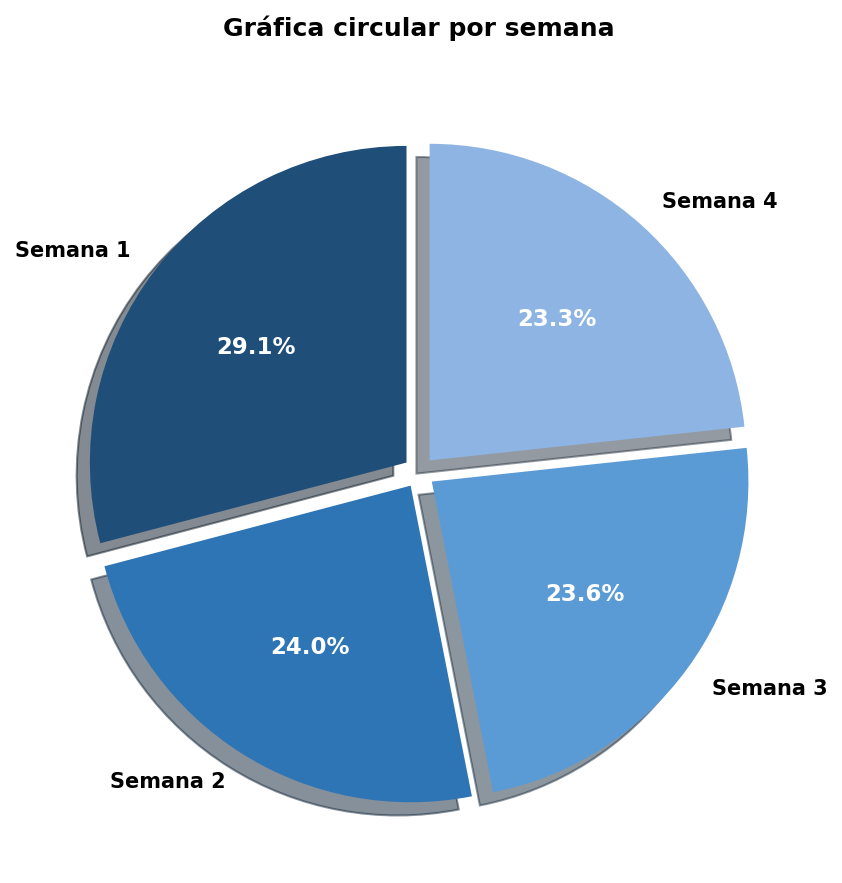 Gráfica circular por semana
Semana 4
Semana 1
23.3%
29.1%
23.6%
24.0%
Semana 3
Semana 2